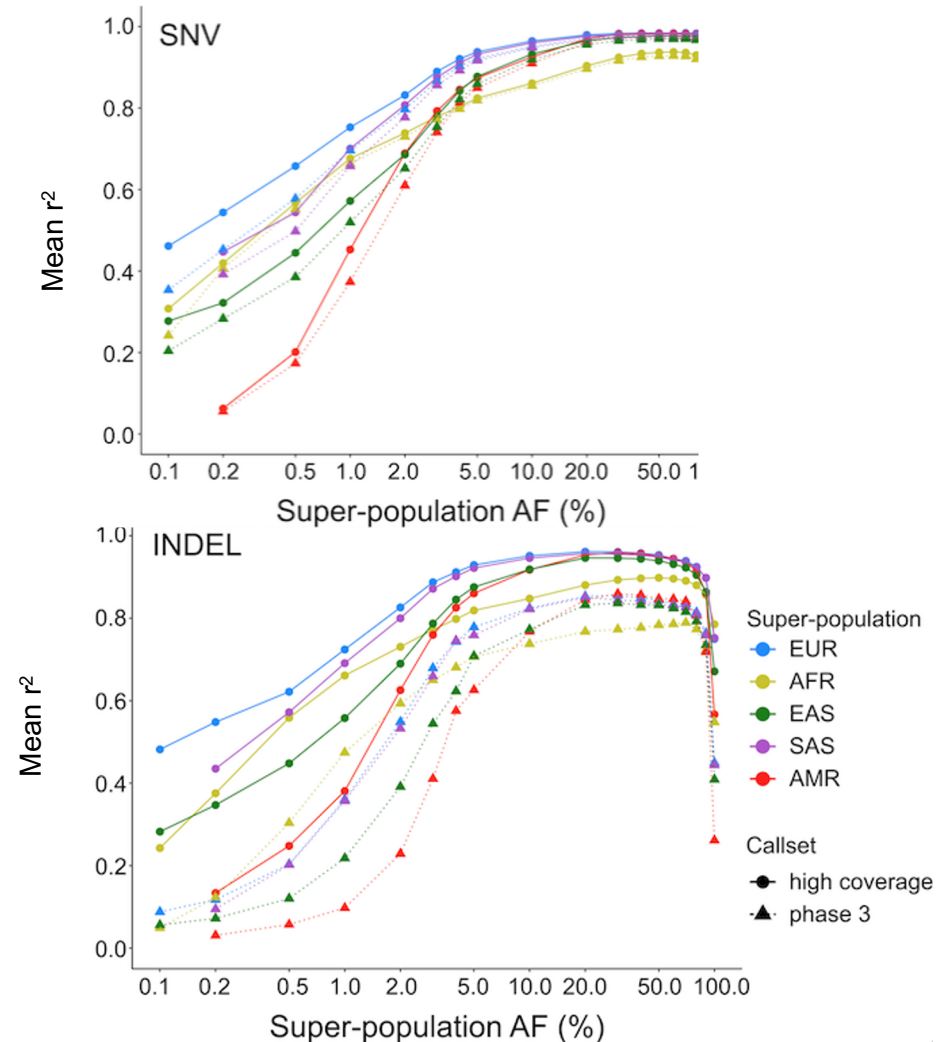 SNV
1.0
0.8
0.6
0.4
0.2
0.0
Mean r²
0.1 0.2 0.5 1.0 2.0 5.0 10.0 20.0 50.0 1
Super-population AF (%)
INDEL
1.0
0.8
0.6
0.4
0.2
0.0
Mean r²
0.1 0.2 0.5 1.0 2.0 5.0 10.0 20.0 50.0 100.0
Super-population AF (%)
Super-population
EUR
AFR
EAS
SAS
AMR
Callset
high coverage
phase 3